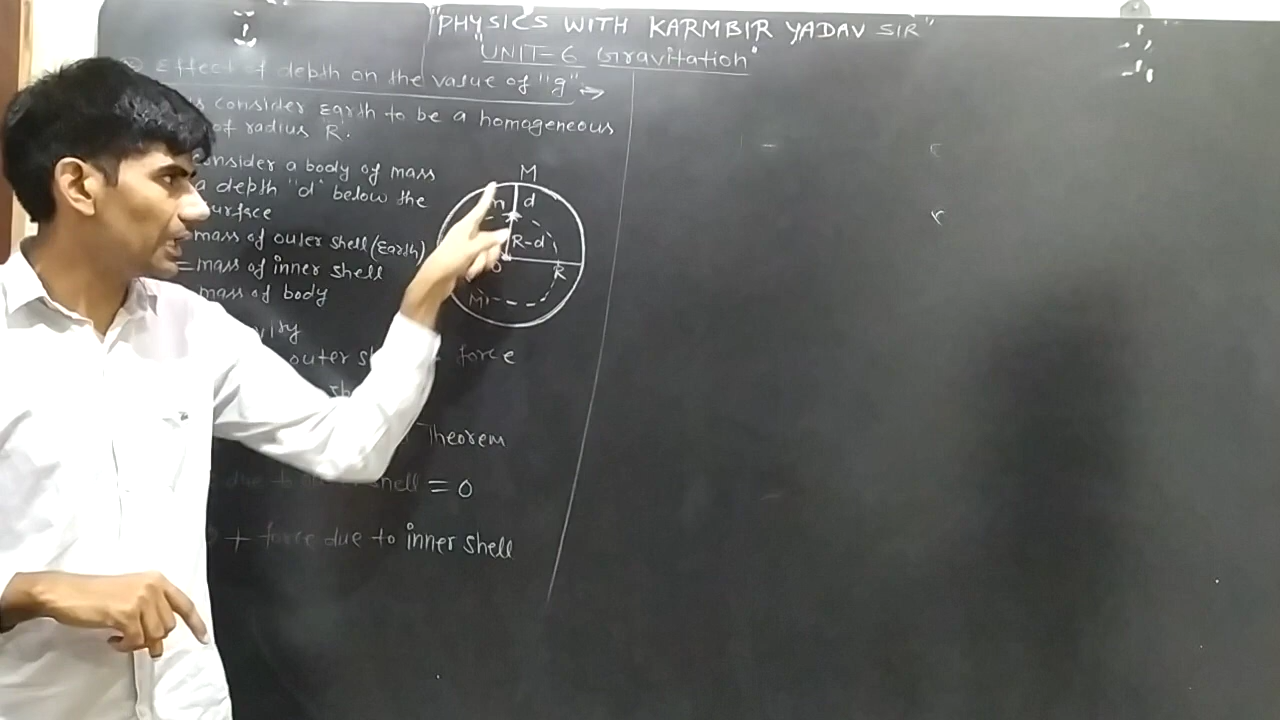 "PHYSICS WITH KARMBIR YADAV SIR"
"UNIT-6 Gravitation"
Effect of depth on the value of "g" →
consider Earth to be a homogeneous
of radius R.
consider a body of mass
a depth "d" below the
surface
mass of outer shell (Earth)
= mass of inner shell
mass of body
outer force
Theorem
due to shell = 0
+ force due to inner shell
M
m d
R-d
O R
M'